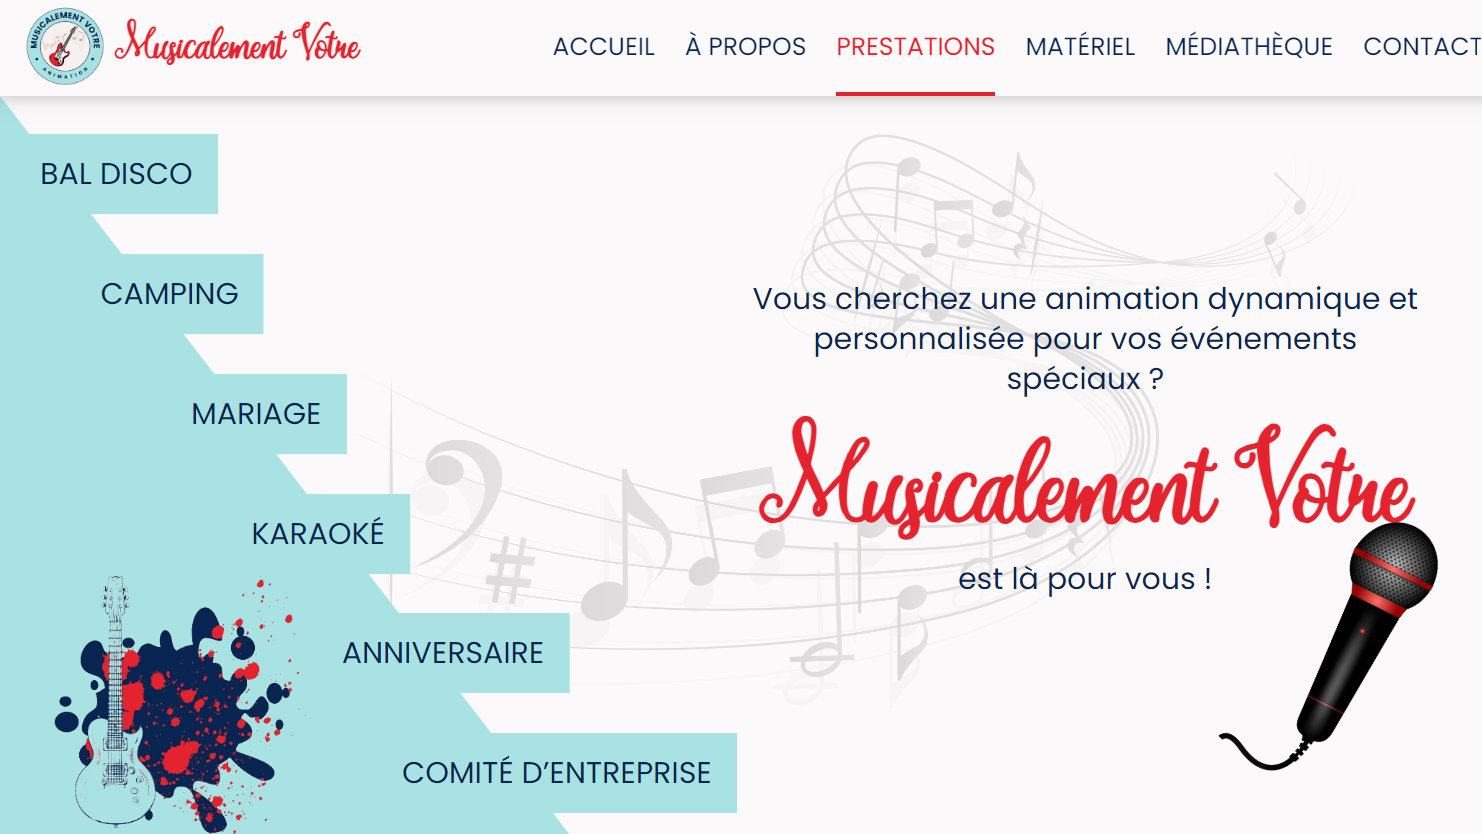 MUSICALEMENT VOTRE
ANIMATION
Musicalement Votre
ACCUEIL
À PROPOS
PRESTATIONS
MATÉRIEL
MÉDIATHÈQUE
CONTACT
BAL DISCO
CAMPING
MARIAGE
KARAOKÉ
ANNIVERSAIRE
COMITÉ D’ENTREPRISE
Vous cherchez une animation dynamique et
personnalisée pour vos événements
spéciaux ?
Musicalement Votre
est là pour vous !